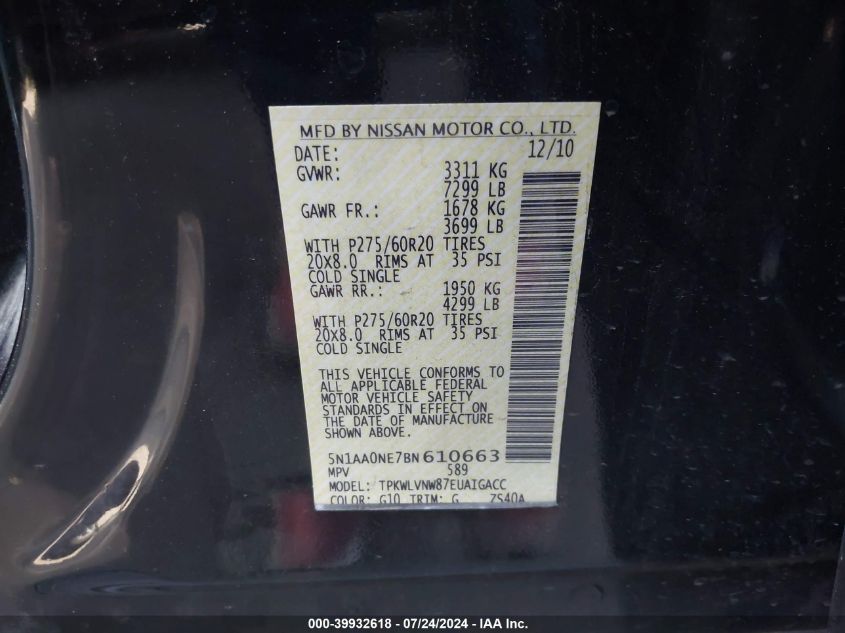 MFD BY NISSAN MOTOR CO., LTD.
DATE: 12/10
GVWR: 3311 KG
7299 LB
GAWR FR.: 1678 KG
3699 LB
WITH P275/60R20 TIRES
20X8.0 RIMS AT 35 PSI
COLD SINGLE
GAWR RR.: 1950 KG
4299 LB
WITH P275/60R20 TIRES
20X8.0 RIMS AT 35 PSI
COLD SINGLE
THIS VEHICLE CONFORMS TO
ALL APPLICABLE FEDERAL
MOTOR VEHICLE SAFETY
STANDARDS IN EFFECT ON
THE DATE OF MANUFACTURE
SHOWN ABOVE.
5N1AA0NE7BN610663
MPV 589
MODEL: TPKWLVNW87EUAIGACC
COLOR: G10 TRIM: G ZS40A
000-39932618 - 07/24/2024 - IAA Inc.